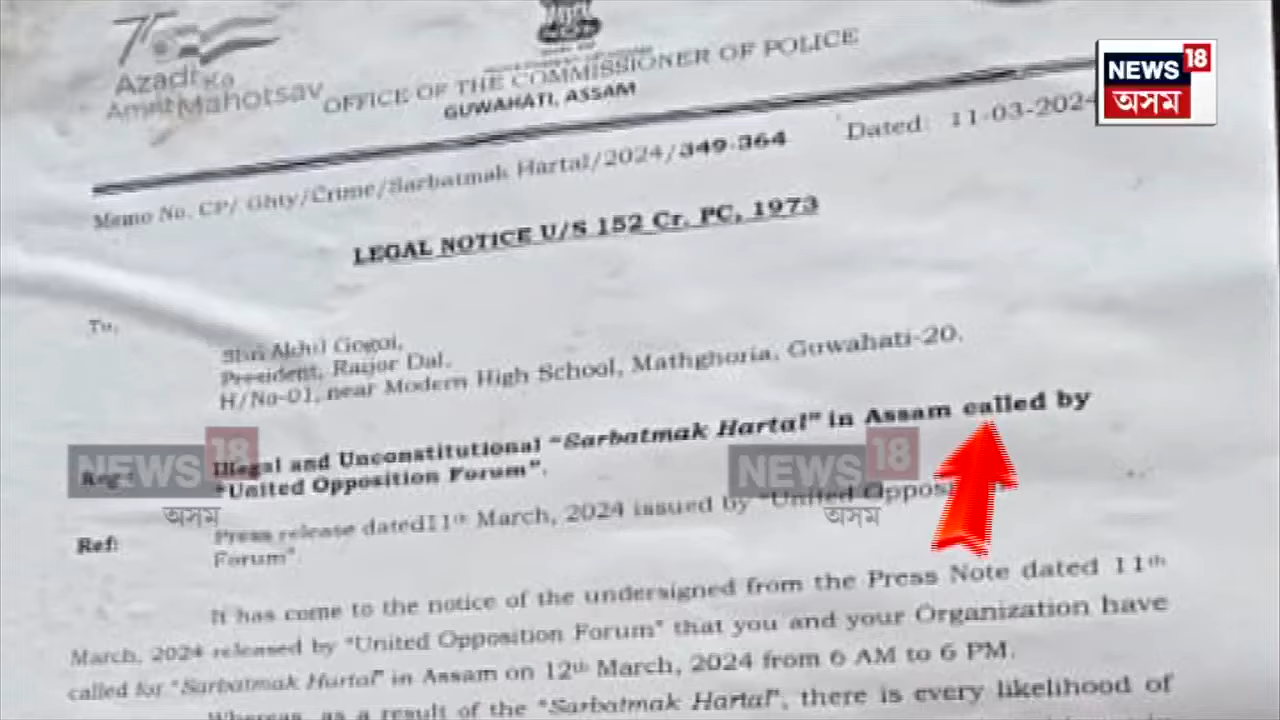 75
Azadi Ka
Amrit Mahotsav
OFFICE OF THE COMMISSIONER OF POLICE
GUWAHATI, ASSAM
NEWS 18
অসম
Memo No. CP/ Ghty/Crime/Sarbatmak Hartal/2024/349-364 Dated: 11-03-2024
LEGAL NOTICE U/S 152 Cr. PC, 1973
To,
Shri Akhil Gogoi,
President, Raijor Dal,
H/No-01, near Modern High School, Mathghoria, Guwahati-20.
Reg: Illegal and Unconstitutional "Sarbatmak Hartal" in Assam called by
"United Opposition Forum".
NEWS 18
অসম
NEWS 18
অসম
Ref: Press release dated11th March, 2024 issued by "United
Forum"
It has come to the notice of the undersigned from the Press Note dated 11th
March, 2024 released by "United Opposition Forum" that you and your Organization have
called for "Sarbatmak Hartal" in Assam on 12th March, 2024 from 6 AM to 6 PM.
Whereas, as a result of the "Sarbatmak Hartal", there is every likelihood of